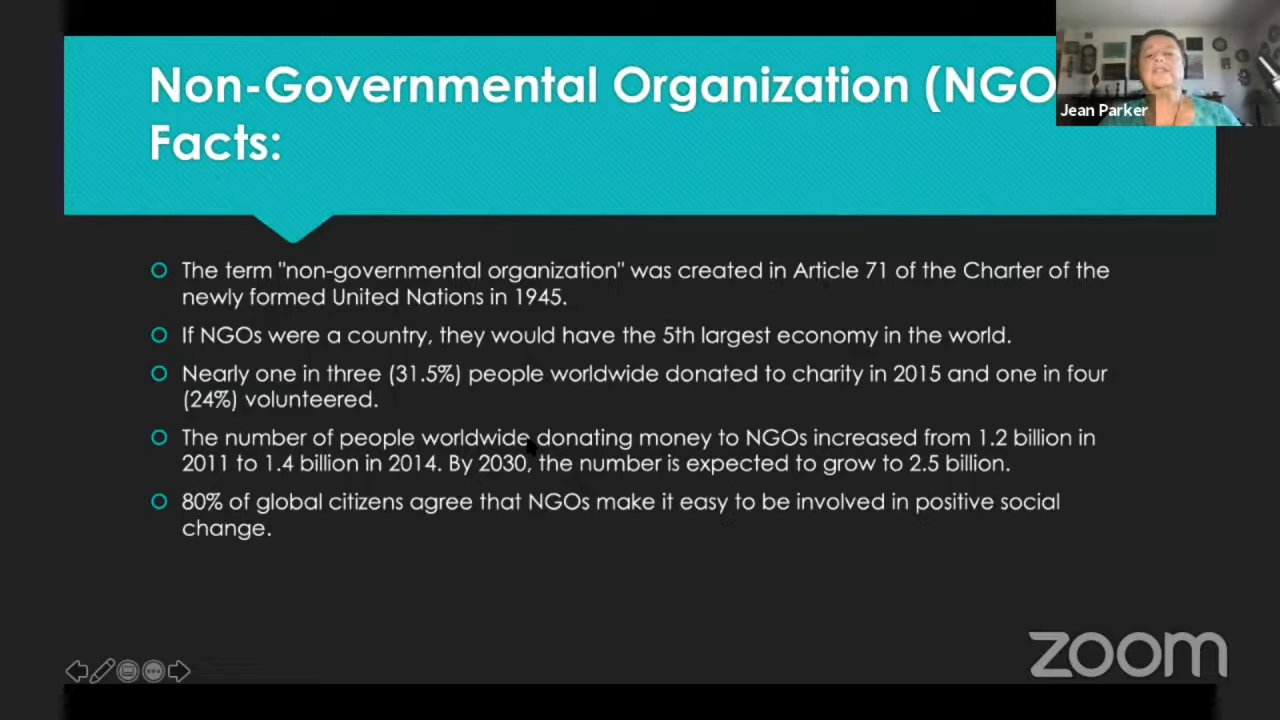 Non-Governmental Organization (NGO
Facts:
Jean Parker
The term "non-governmental organization" was created in Article 71 of the Charter of the
newly formed United Nations in 1945.
If NGOs were a country, they would have the 5th largest economy in the world.
Nearly one in three (31.5%) people worldwide donated to charity in 2015 and one in four
(24%) volunteered.
The number of people worldwide donating money to NGOs increased from 1.2 billion in
2011 to 1.4 billion in 2014. By 2030, the number is expected to grow to 2.5 billion.
80% of global citizens agree that NGOs make it easy to be involved in positive social
change.
zoom